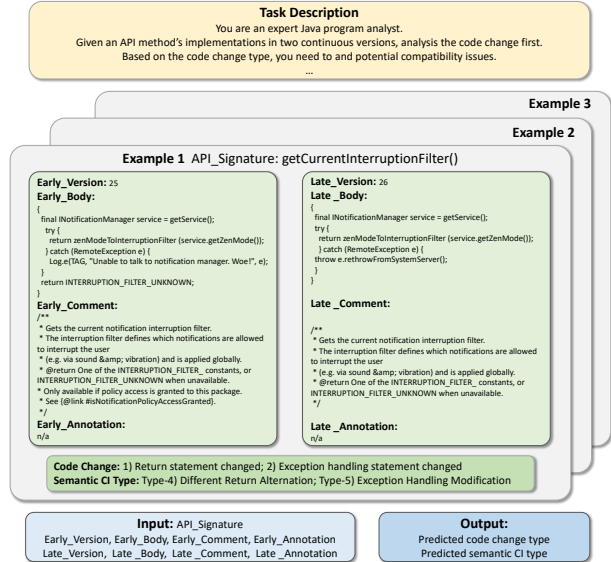 Task Description
You are an expert Java program analyst.
Given an API method's implementations in two continuous versions, analysis the code change first.
Based on the code change type, you need to and potential compatibility issues.
...
Example 3
Example 2
Example 1 API_Signature: getCurrentInterruptionFilter()
Early_Version: 25
Early_Body:
{
final INotificationManager service = getService();
try {
return zenModeToInterruptionFilter (service.getZenMode());
} catch (RemoteException e) {
Log.e(TAG, "Unable to talk to notification manager. Woe!", e);
}
return INTERRUPTION_FILTER_UNKNOWN;
}
Early_Comment:
/**
* Gets the current notification interruption filter.
* The interruption filter defines which notifications are allowed
to interrupt the user
* (e.g. via sound &amp; vibration) and is applied globally.
* @return One of the INTERRUPTION_FILTER_ constants, or
INTERRUPTION_FILTER_UNKNOWN when unavailable.
* Only available if policy access is granted to this package.
* See {@link #isNotificationPolicyAccessGranted}.
*/
Early_Annotation:
n/a
Late_Version: 26
Late _Body:
{
final INotificationManager service = getService();
try {
return zenModeToInterruptionFilter (service.getZenMode());
} catch (RemoteException e) {
throw e.rethrowFromSystemServer();
}
}
Late _Comment:
/**
* Gets the current notification interruption filter.
* The interruption filter defines which notifications are allowed
to interrupt the user
* (e.g. via sound &amp; vibration) and is applied globally.
* @return One of the INTERRUPTION_FILTER_ constants, or
INTERRUPTION_FILTER_UNKNOWN when unavailable.
*/
Late _Annotation:
n/a
Code Change: 1) Return statement changed; 2) Exception handling statement changed
Semantic CI Type: Type-4) Different Return Alternation; Type-5) Exception Handling Modification
Input: API_Signature
Early_Version, Early_Body, Early_Comment, Early_Annotation
Late_Version, Late _Body, Late _Comment, Late _Annotation
Output:
Predicted code change type
Predicted semantic CI type